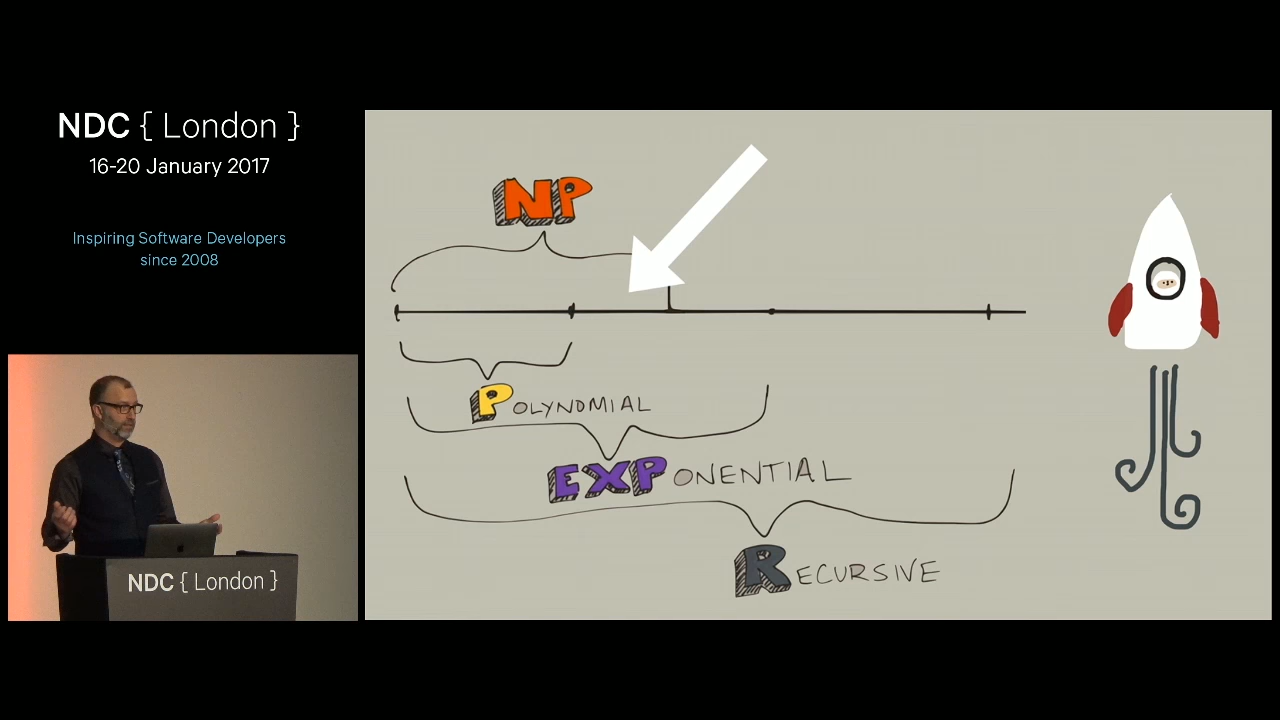 NDC { London }
16-20 January 2017
Inspiring Software Developers
since 2008
NDC { London }
NP
POLYNOMIAL
EXPONENTIAL
RECURSIVE